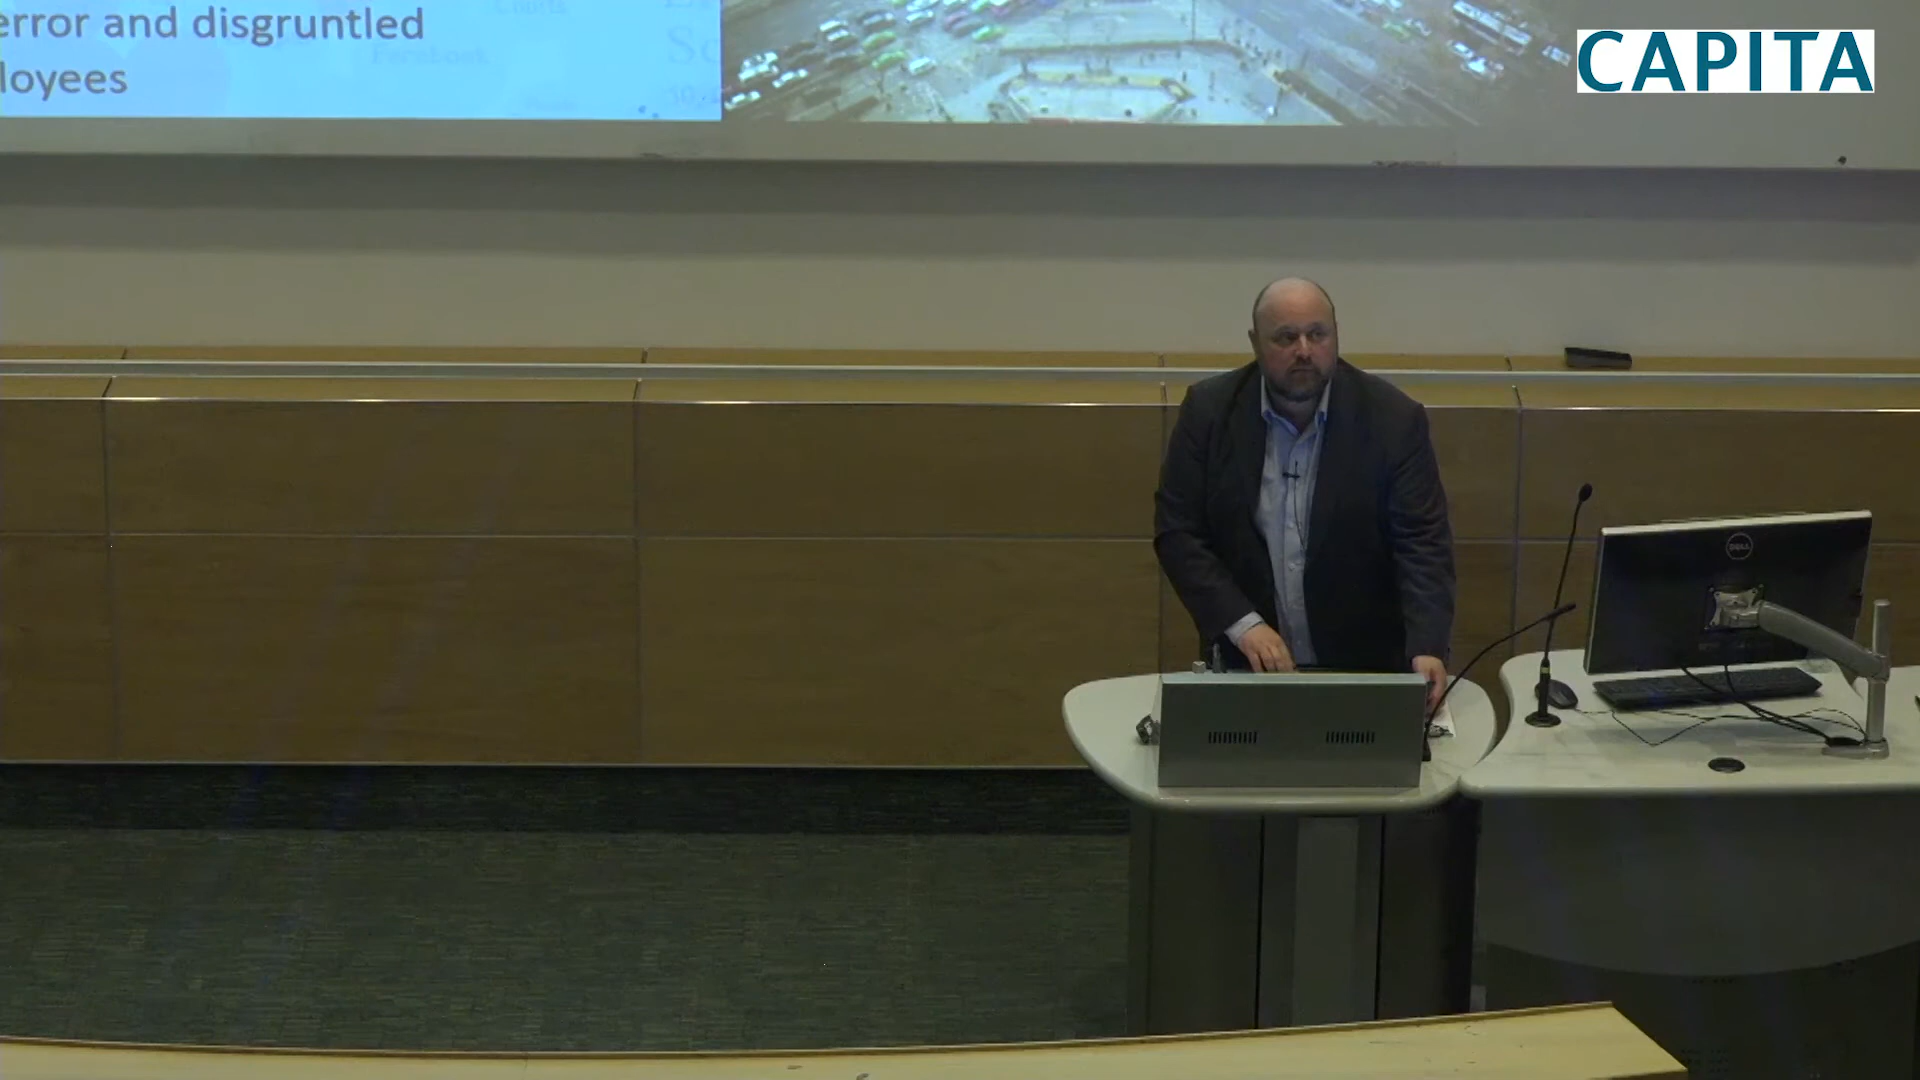 error and disgruntled
loyees
CAPITA
DELL